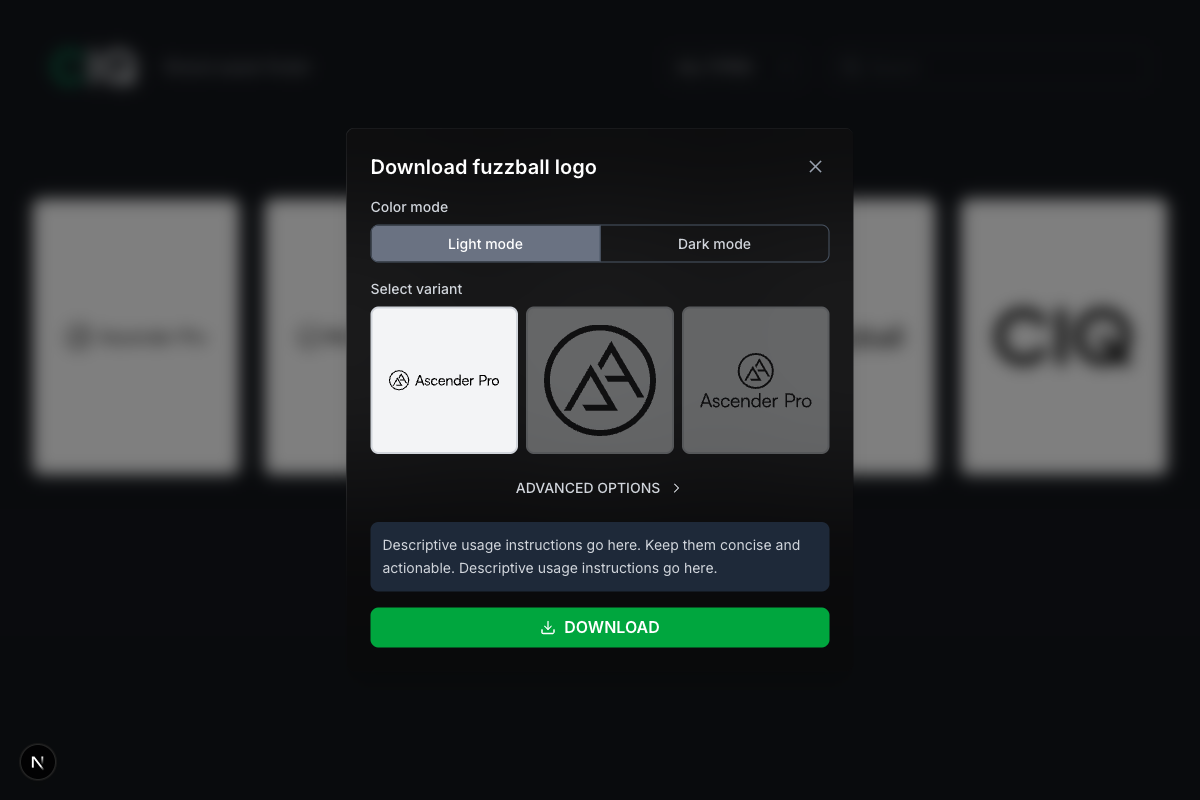 CIQ
Download fuzzball logo
Color mode
Light mode
Dark mode
Select variant
Ascender Pro
Ascender Pro
ADVANCED OPTIONS
Descriptive usage instructions go here. Keep them concise and
actionable. Descriptive usage instructions go here.
DOWNLOAD
CIQ
N